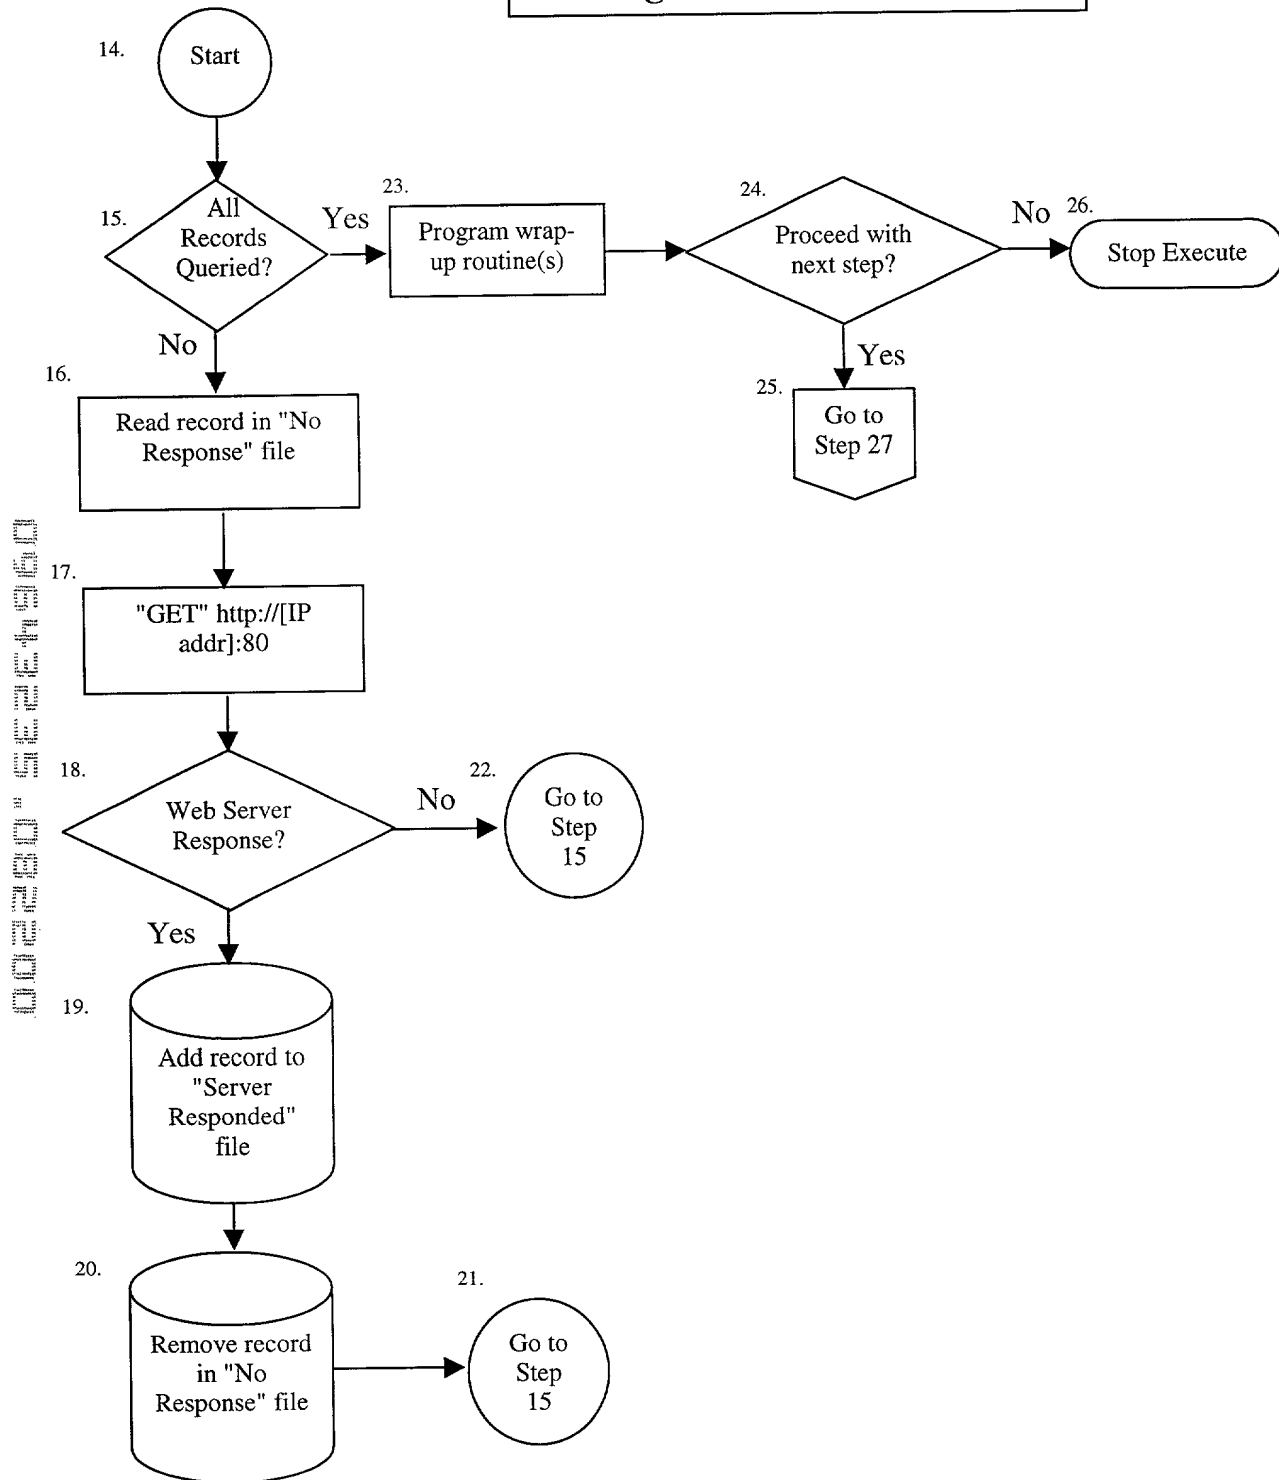 14.
Start
15.
All
Records
Queried?
Yes
23.
Program wrap-
up routine(s)
24.
Proceed with
next step?
No
26.
Stop Execute
Yes
25.
Go to
Step 27
No
16.
Read record in "No
Response" file
17.
"GET" http://[IP
addr]:80
18.
Web Server
Response?
No
22.
Go to
Step
15
Yes
19.
Add record to
"Server
Responded"
file
20.
Remove record
in "No
Response" file
21.
Go to
Step
15